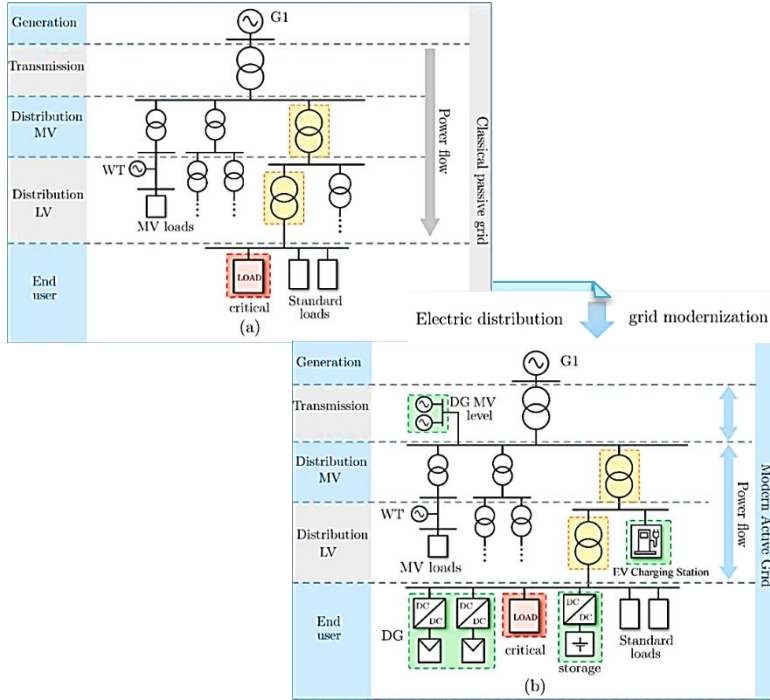 Generation
G1
Transmission
Distribution
MV
WT
Distribution
LV
MV loads
End
user
LOAD
critical
Standard
loads
(a)
Power flow
Classical passive grid
Electric distribution
grid modernization
Generation
G1
Transmission
DG MV
level
Distribution
MV
WT
Distribution
LV
MV loads
EV Charging Station
End
user
DG
DC
DC
DC
DC
LOAD
critical
DC
DC
storage
Standard
loads
(b)
Power flow
Modern Active Grid